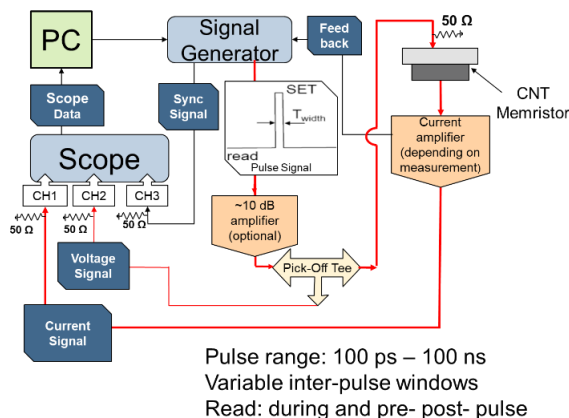 PC
Signal
Generator
Feed
back
50 Ω
CNT
Memristor
Scope
Data
Sync
Signal
SET
T width
read
Pulse Signal
Current
amplifier
(depending on
measurement)
Scope
CH1
CH2
CH3
50 Ω
50 Ω
50 Ω
~10 dB
amplifier
(optional)
Voltage
Signal
Pick-Off Tee
Current
Signal
Pulse range: 100 ps – 100 ns
Variable inter-pulse windows
Read: during and pre- post- pulse